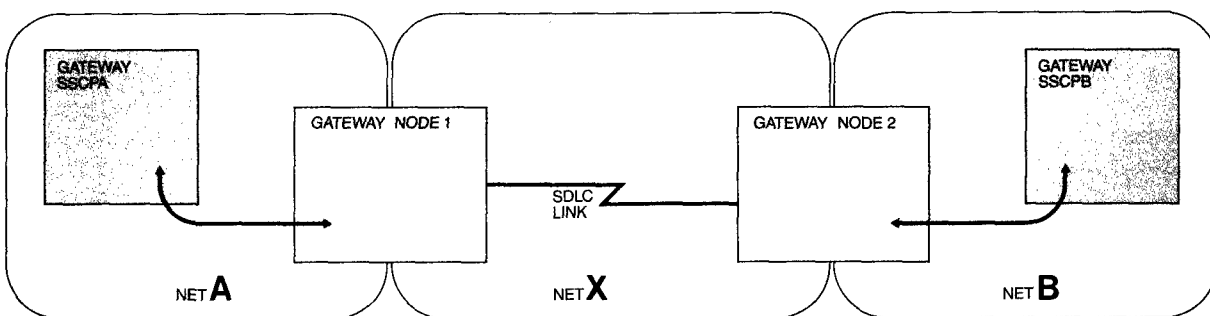 GATEWAY
SSCPA
GATEWAY NODE 1
SDLC
LINK
GATEWAY NODE 2
GATEWAY
SSCPB
NET A
NET X
NET B